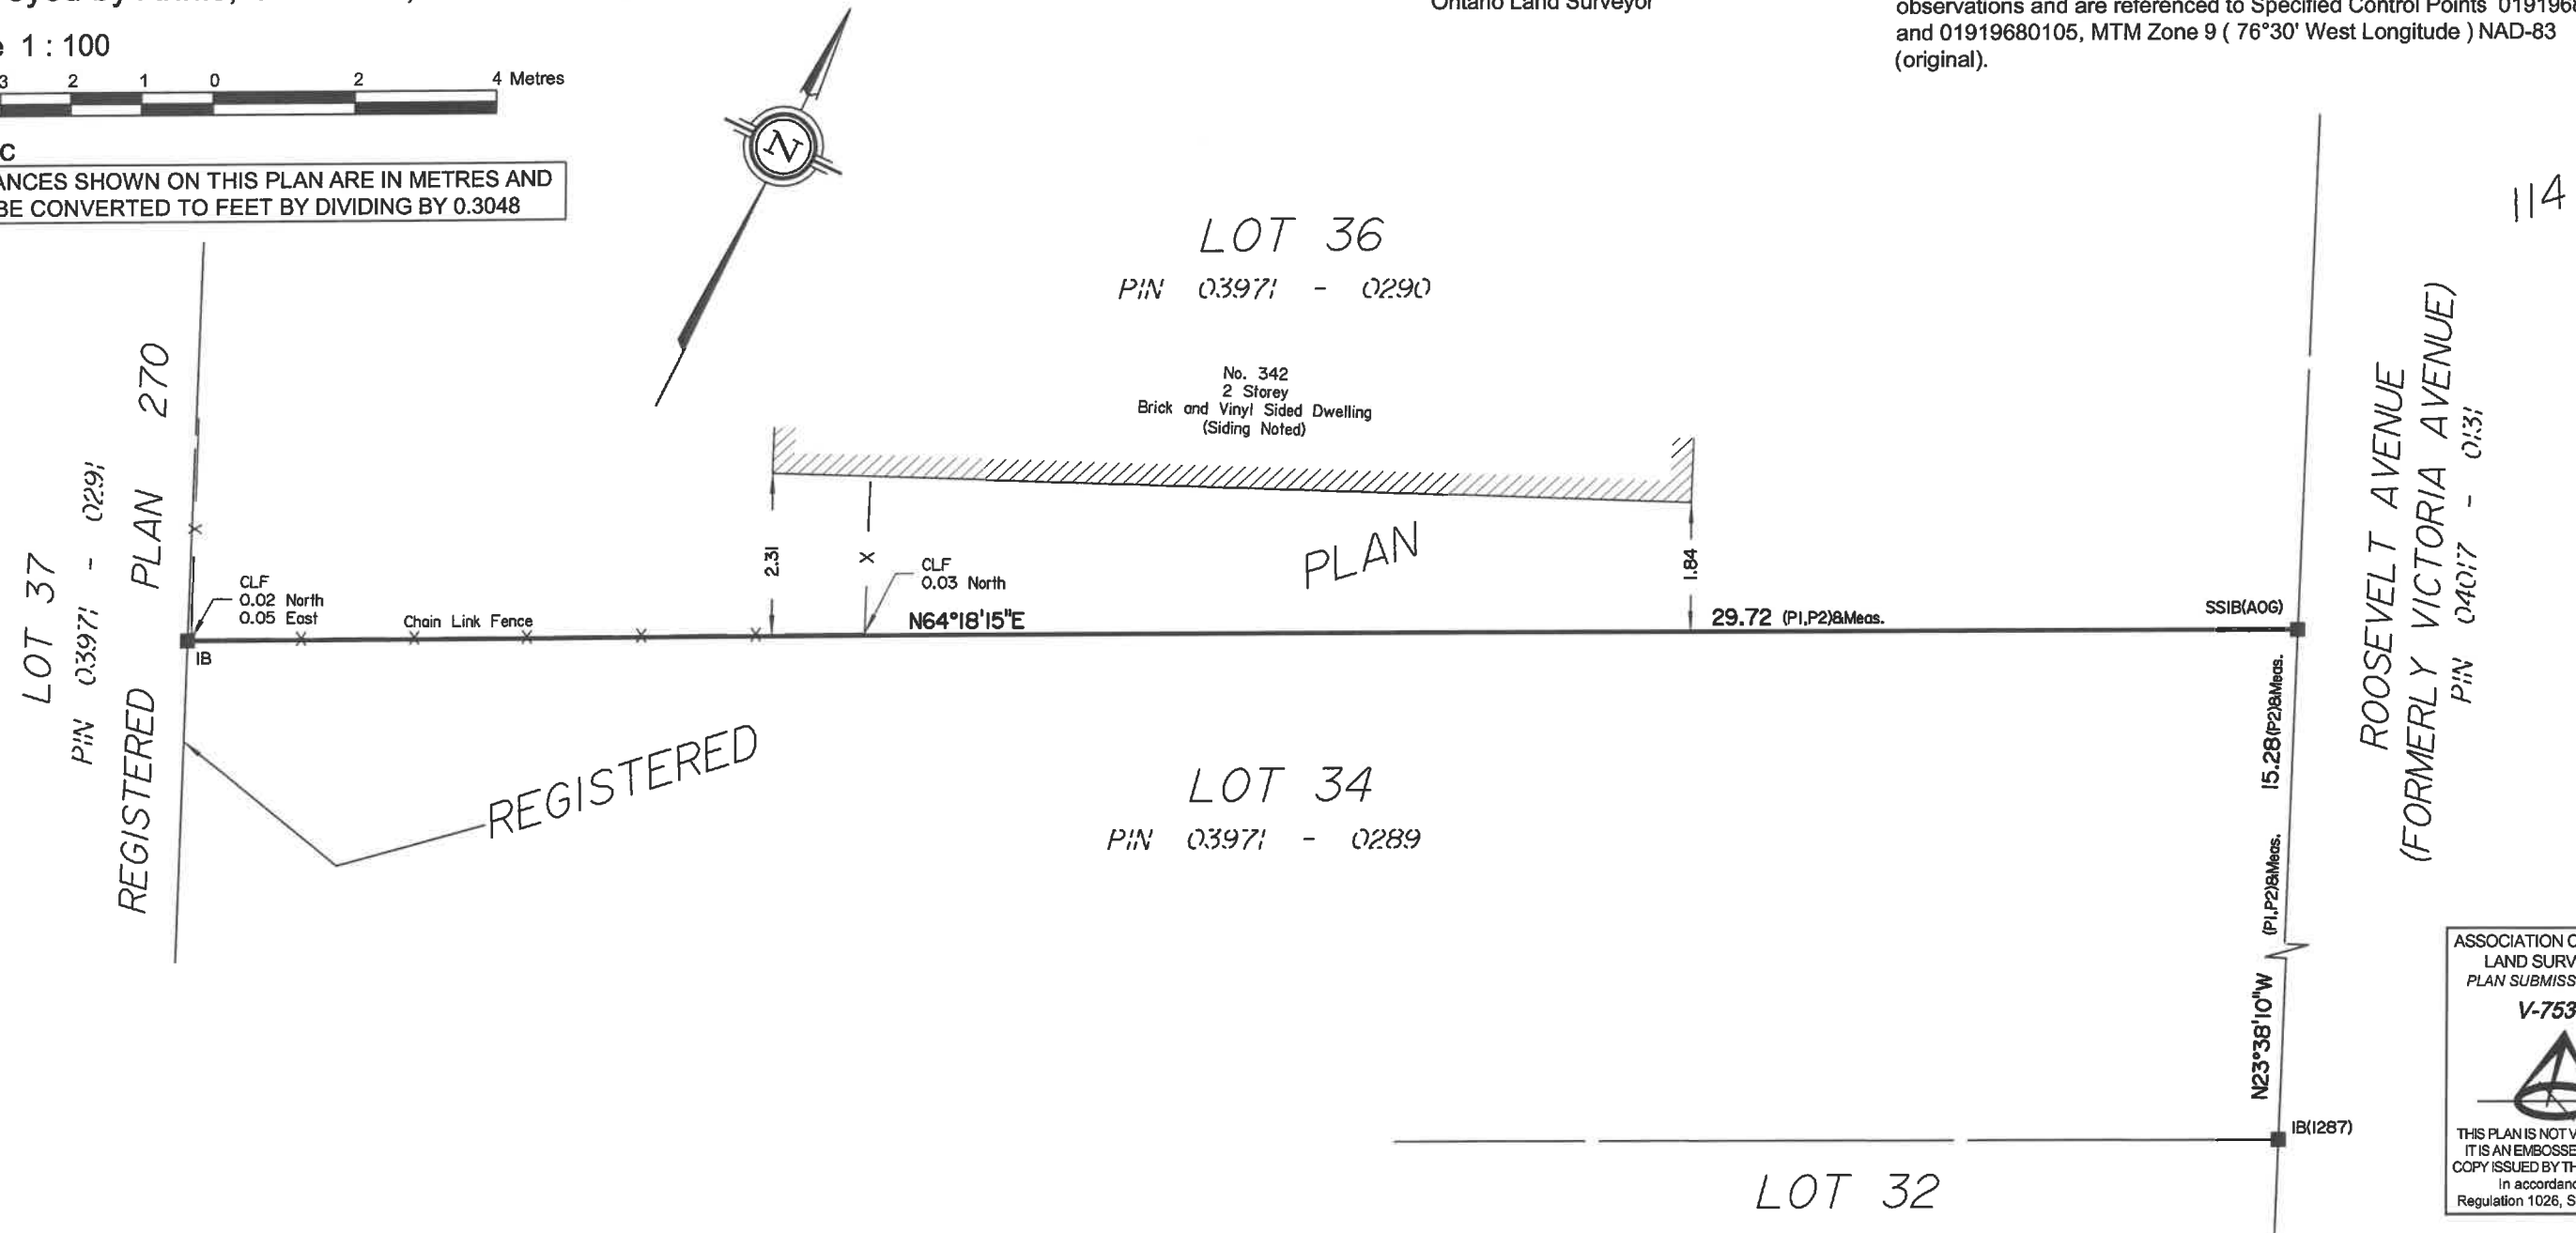 1 : 100
3 2 1 0 2 4 Metres
C
ANCES SHOWN ON THIS PLAN ARE IN METRES AND
BE CONVERTED TO FEET BY DIVIDING BY 0.3048
N
Ontario Land Surveyor
observations and are referenced to Specified Control Points 0191968
and 01919680105, MTM Zone 9 ( 76°30' West Longitude ) NAD-83
(original).
114
LOT 36
PIN 03971 - 0290
No. 342
2 Storey
Brick and Vinyl Sided Dwelling
(Siding Noted)
LOT 37
PIN 03971 - 0291
REGISTERED PLAN 270
CLF
0.02 North
0.05 East
Chain Link Fence
IB
2.31
CLF
0.03 North
N64°18'15"E
PLAN
1.84
29.72 (P1,P2)&Meas.
SSIB(AOG)
REGISTERED
LOT 34
PIN 03971 - 0289
15.28(P2)&Meas.
(P1,P2)&Meas.
N23°38'10"W
ROOSEVELT AVENUE
(FORMERLY VICTORIA AVENUE)
PIN 04017 - 0131
IB(1287)
LOT 32
ASSOCIATION O
LAND SURV
PLAN SUBMISS
V-753
THIS PLAN IS NOT V
IT IS AN EMBOSSE
COPY ISSUED BY TH
In accordanc
Regulation 1026, S